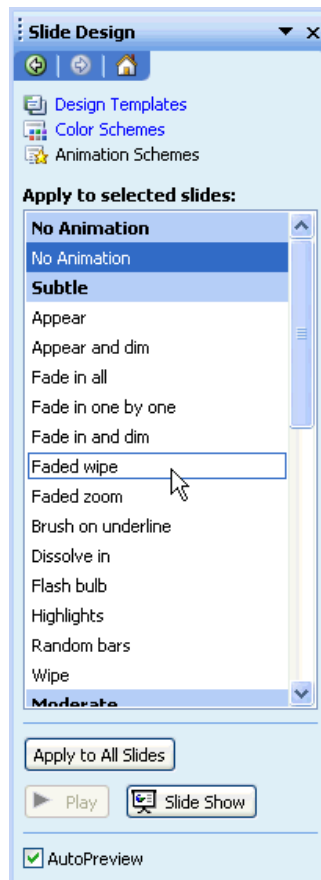 Slide Design
Design Templates
Color Schemes
Animation Schemes
Apply to selected slides:
No Animation
No Animation
Subtle
Appear
Appear and dim
Fade in all
Fade in one by one
Fade in and dim
Faded wipe
Faded zoom
Brush on underline
Dissolve in
Flash bulb
Highlights
Random bars
Wipe
Moderate
Apply to All Slides
Play Slide Show
AutoPreview